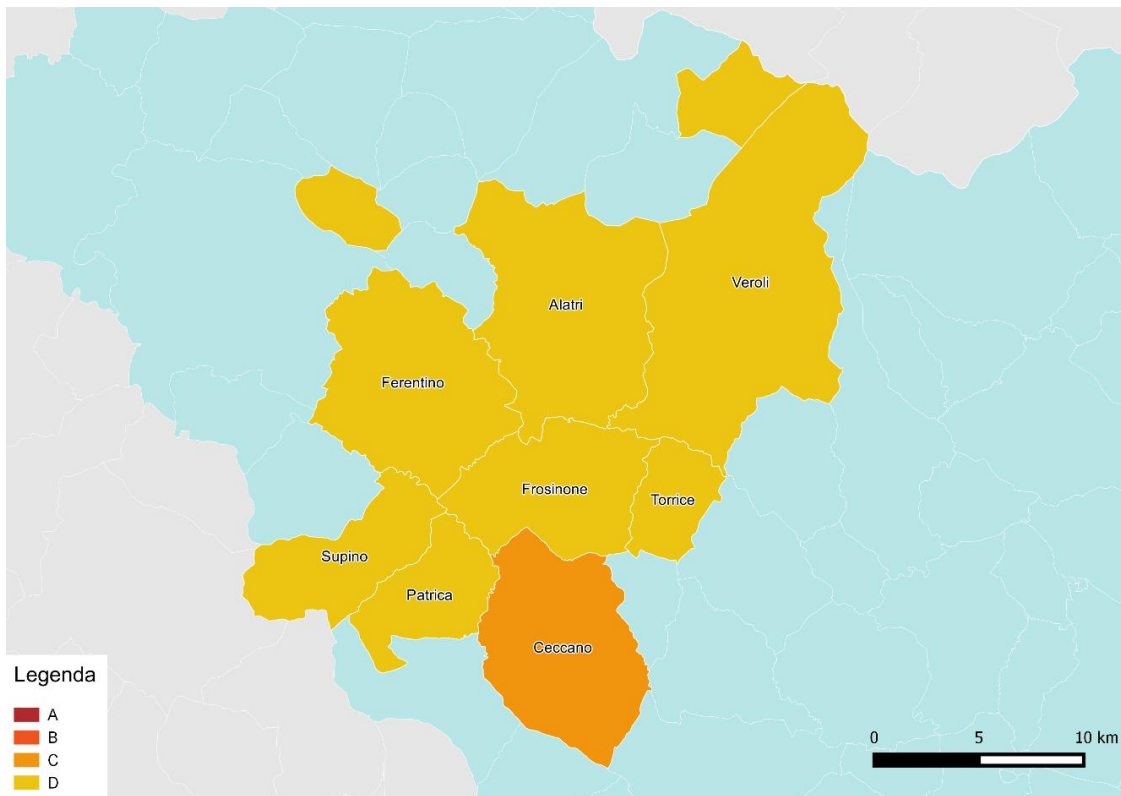 Veroli
Alatri
Ferentino
Frosinone
Torrice
Supino
Patrica
Ceccano
Legenda
A
B
C
D
0 5 10 km